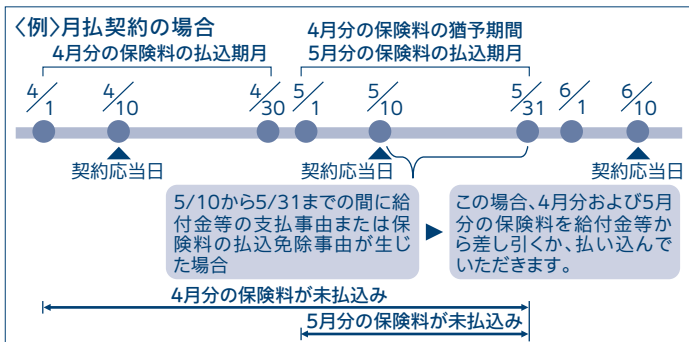 〈例〉月払契約の場合
4月分の保険料の払込期月
4月分の保険料の猶予期間
5月分の保険料の払込期月
4/1
4/10
4/30
5/1
5/10
5/31
6/1
6/10
契約応当日
契約応当日
契約応当日
5/10から5/31までの間に給
付金等の支払事由または保
険料の払込免除事由が生じ
た場合
この場合、4月分および5月
分の保険料を給付金等か
ら差し引くか、払い込んで
いただきます。
4月分の保険料が未払込み
5月分の保険料が未払込み